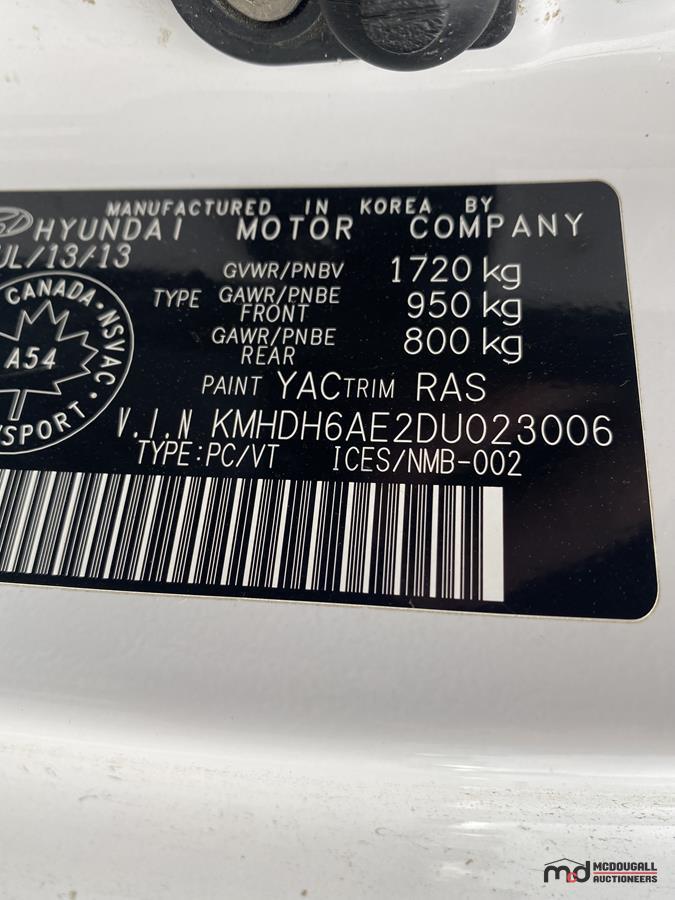 MANUFACTURED IN KOREA BY
HYUNDAI MOTOR COMPANY
UL/13/13
GVWR/PNBV 1720 kg
TYPE GAWR/PNBE FRONT 950 kg
GAWR/PNBE REAR 800 kg
CANADA · NSVAC ·
A54
NSPORT ·
PAINT YAC TRIM RAS
V.I.N KMHDH6AE2DU023006
TYPE:PC/VT ICES/NMB-002
md MCDOUGALL
AUCTIONEERS